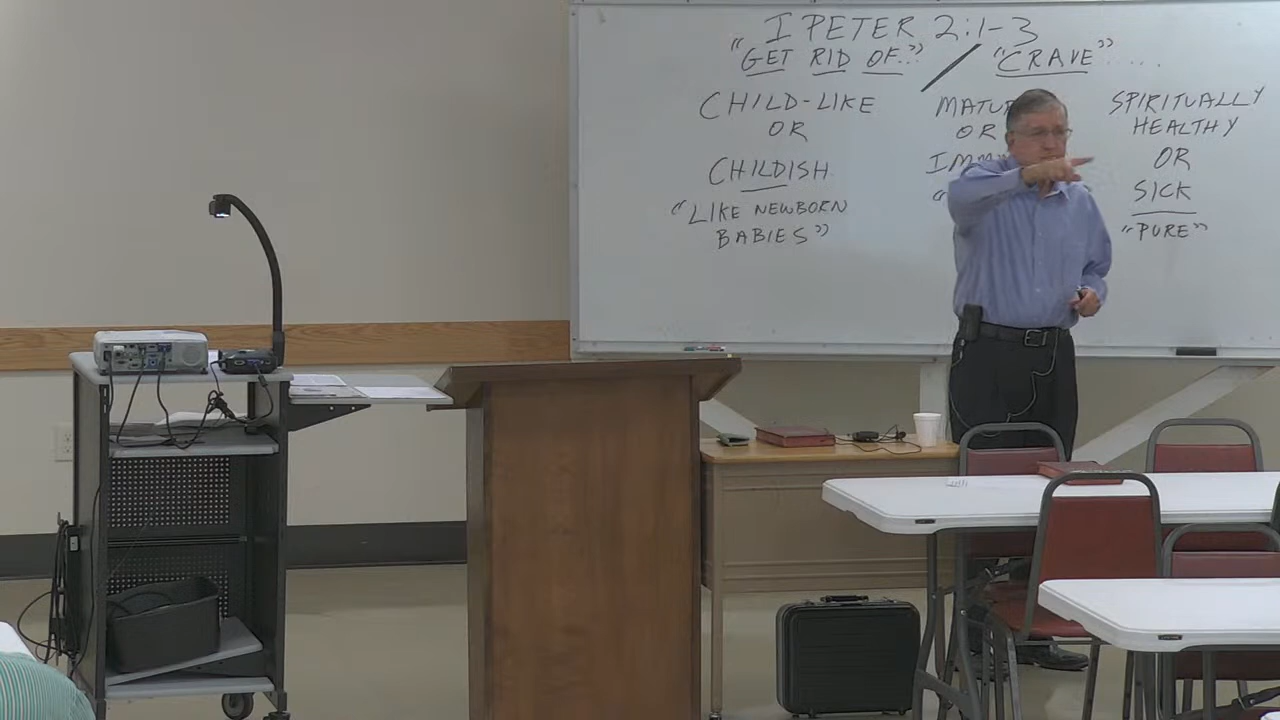 I PETER 2:1-3
"GET RID OF..." / "CRAVE".....
CHILD-LIKE
OR
CHILDISH
"LIKE NEWBORN
BABIES"
OR
SPIRITUALLY
HEALTHY
OR
SICK
"PURE"